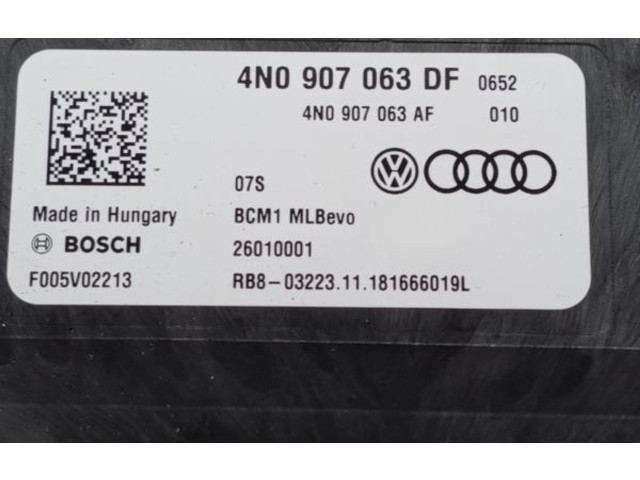 4N0 907 063 DF 0652
4N0 907 063 AF 010
07S
Made in Hungary BCM1 MLBevo
BOSCH 26010001
F005V02213 RB8-03223.11.181666019L